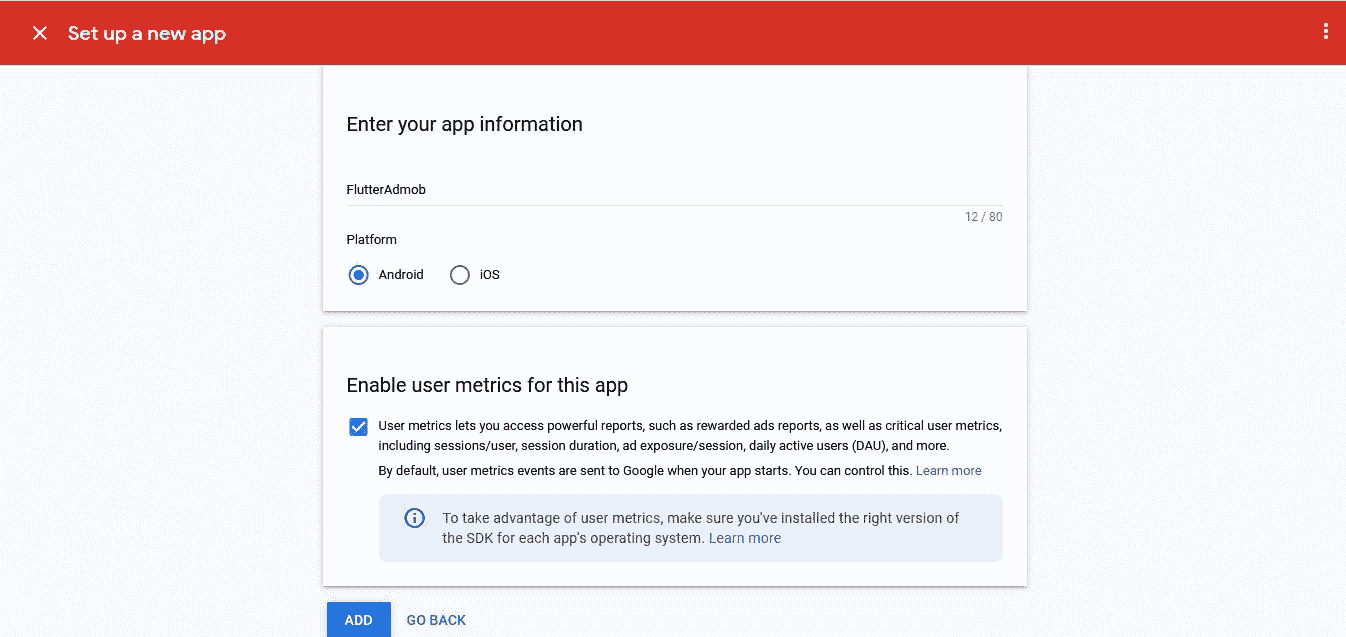 Set up a new app
Enter your app information
FlutterAdmob
12 / 80
Platform
Android
iOS
Enable user metrics for this app
User metrics lets you access powerful reports, such as rewarded ads reports, as well as critical user metrics,
including sessions/user, session duration, ad exposure/session, daily active users (DAU), and more.
By default, user metrics events are sent to Google when your app starts. You can control this. Learn more
To take advantage of user metrics, make sure you've installed the right version of
the SDK for each app's operating system. Learn more
ADD
GO BACK